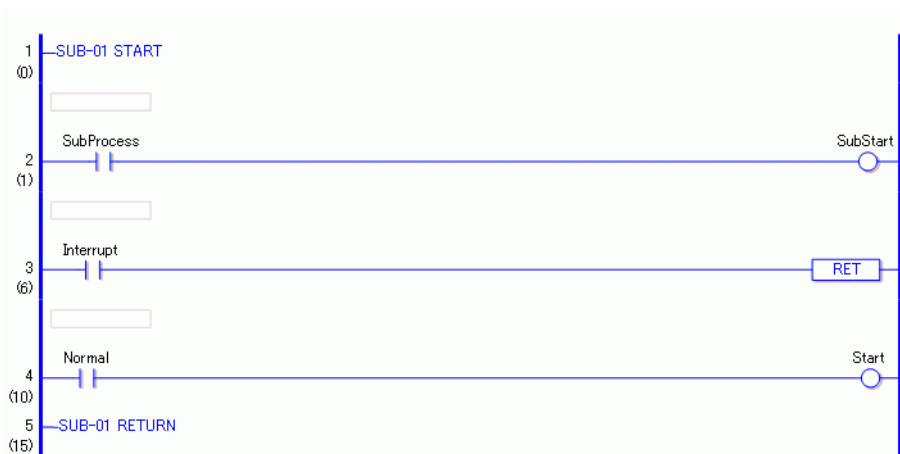 1 SUB-01 START
(0)
SubProcess SubStart
2
(1)
Interrupt
3 RET
(6)
Normal Start
4
(10)
5 SUB-01 RETURN
(15)